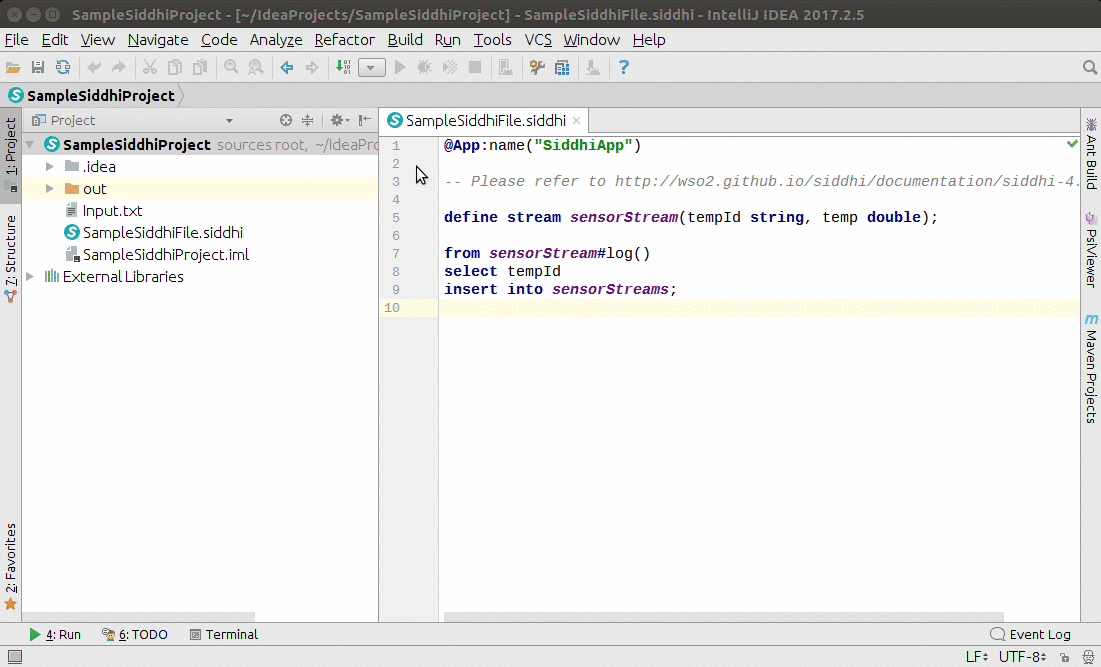 SampleSiddhiProject - [~/IdeaProjects/SampleSiddhiProject] - SampleSiddhiFile.siddhi - IntelliJ IDEA 2017.2.5
File Edit View Navigate Code Analyze Refactor Build Run Tools VCS Window Help
SampleSiddhiProject
Project
SampleSiddhiFile.siddhi
SampleSiddhiProject sources root, ~/IdeaPro
.idea
out
Input.txt
SampleSiddhiFile.siddhi
SampleSiddhiProject.iml
External Libraries
1 @App:name("SiddhiApp")
2
3 -- Please refer to http://wso2.github.io/siddhi/documentation/siddhi-4.
4
5 define stream sensorStream(tempId string, temp double);
6
7 from sensorStream#log()
8 select tempId
9 insert into sensorStreams;
10
1: Project
7: Structure
2: Favorites
Ant Build
PsiViewer
m
Maven Projects
4: Run 6: TODO Terminal Event Log
LF UTF-8